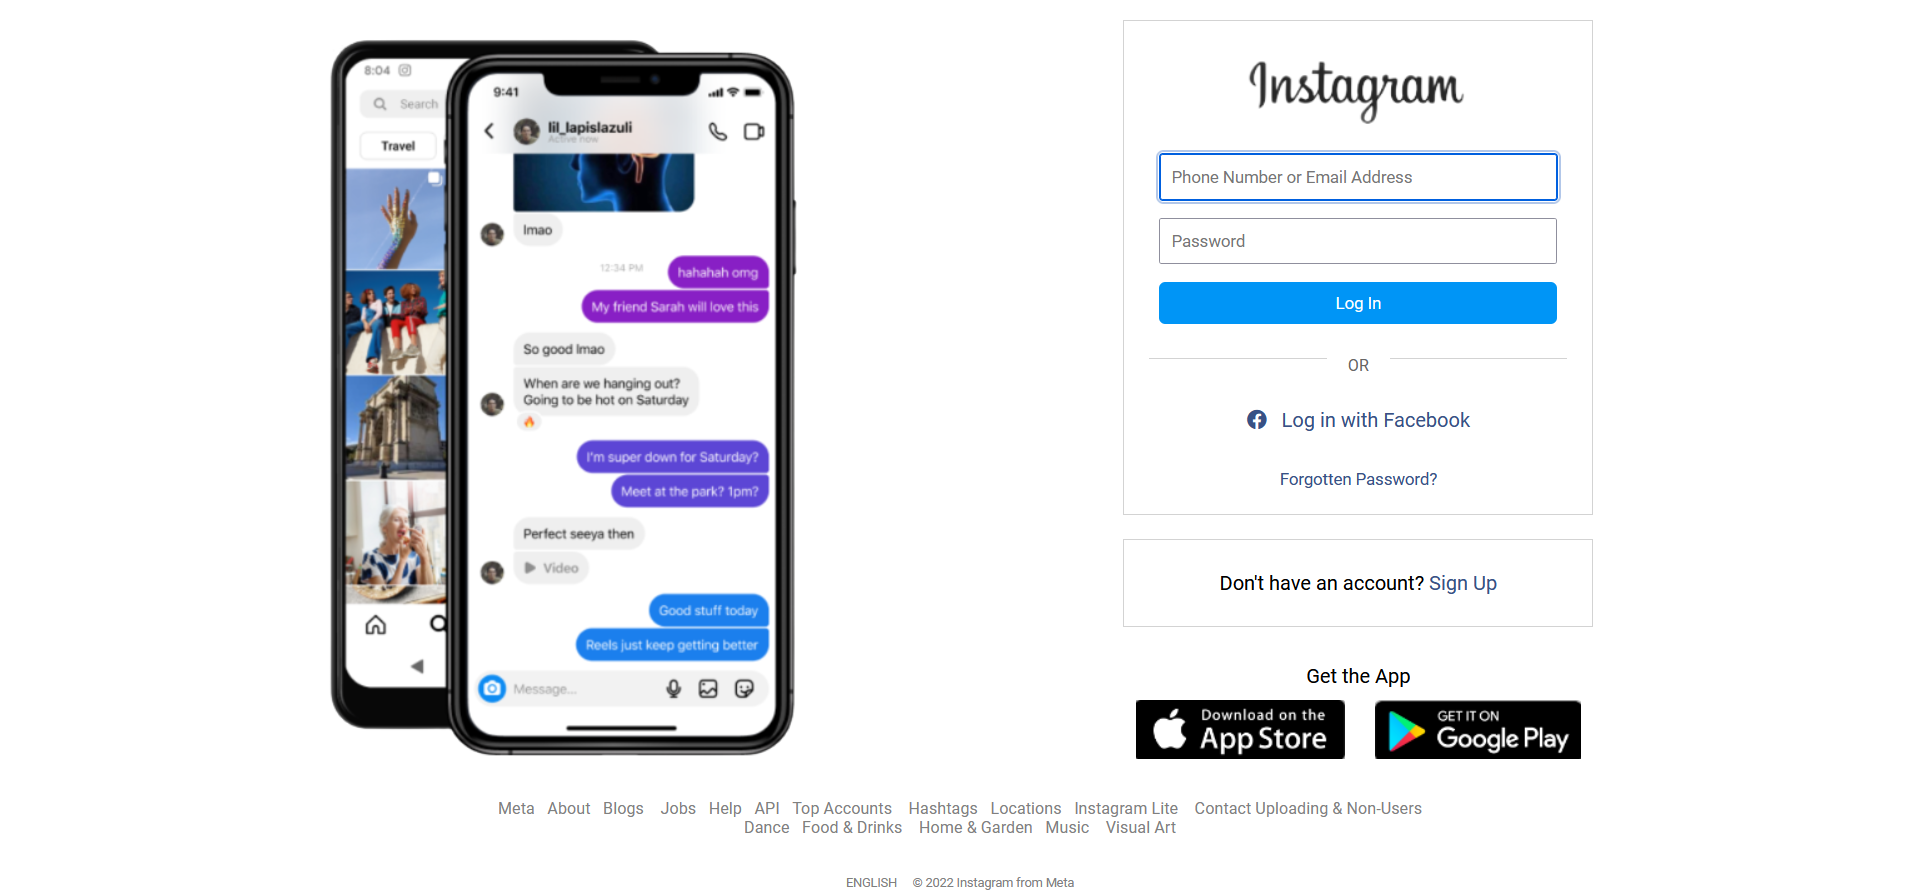 8:04
Search
Travel
9:41
lil_lapislazuli
Active now
lmao
12:34 PM
hahahah omg
My friend Sarah will love this
So good lmao
When are we hanging out?
Going to be hot on Saturday
I'm super down for Saturday?
Meet at the park? 1pm?
Perfect seeya then
Video
Good stuff today
Reels just keep getting better
Message...
Instagram
Phone Number or Email Address
Password
Log In
OR
Log in with Facebook
Forgotten Password?
Don't have an account? Sign Up
Get the App
Download on the
App Store
GET IT ON
Google Play
Meta About Blogs Jobs Help API Top Accounts Hashtags Locations Instagram Lite Contact Uploading & Non-Users
Dance Food & Drinks Home & Garden Music Visual Art
ENGLISH © 2022 Instagram from Meta